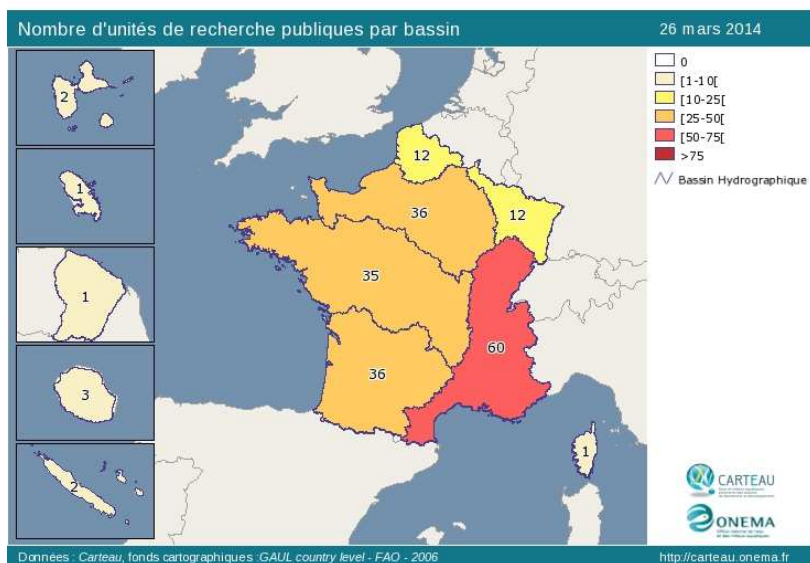 Nombre d'unités de recherche publiques par bassin
26 mars 2014
0
[1-10[
[10-25[
[25-50[
[50-75[
>75
Bassin Hydrographique
2
1
1
3
2
12
36
12
35
60
36
1
CARTEAU
ONEMA
Données : Carteau, fonds cartographiques :GAUL country level - FAO - 2006
http://carteau.onema.fr